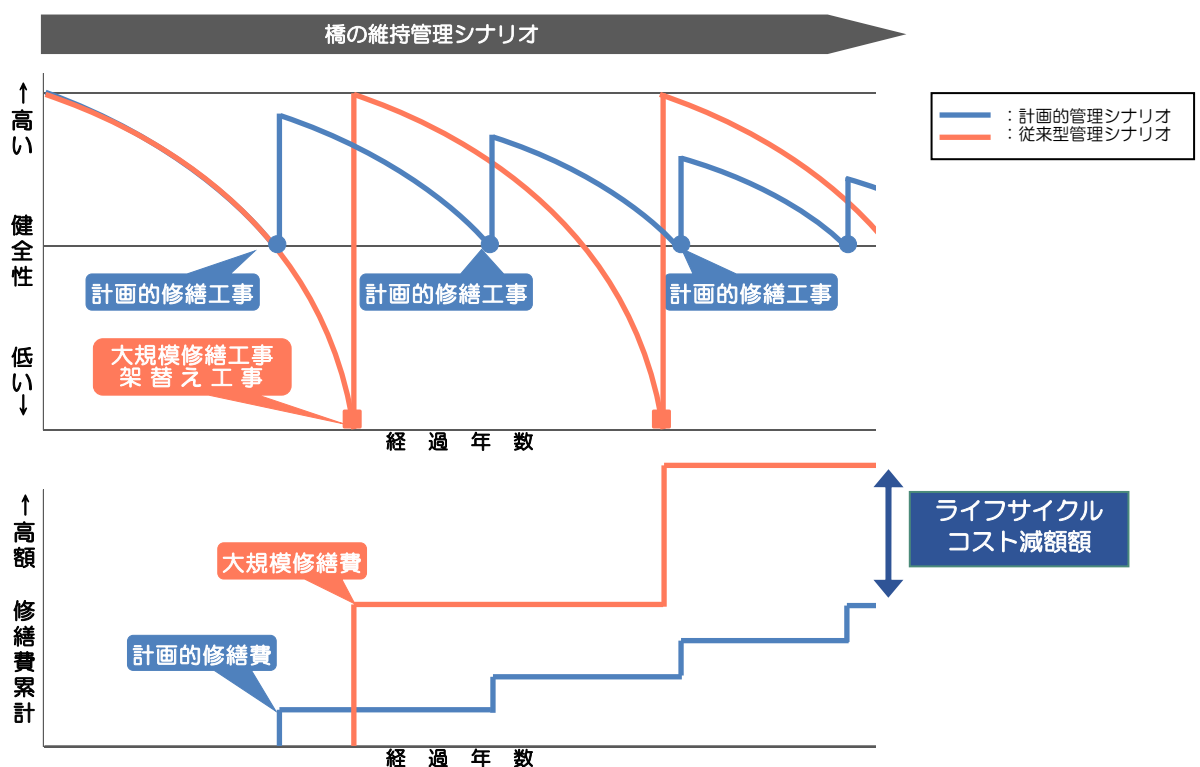 橋の維持管理シナリオ
：計画的管理シナリオ
：従来型管理シナリオ
←高い　健全性　低い→
計画的修繕工事
計画的修繕工事
計画的修繕工事
大規模修繕工事
架替え工事
経過年数
←高額　修繕費累計
大規模修繕費
計画的修繕費
ライフサイクル
コスト減額額
経過年数